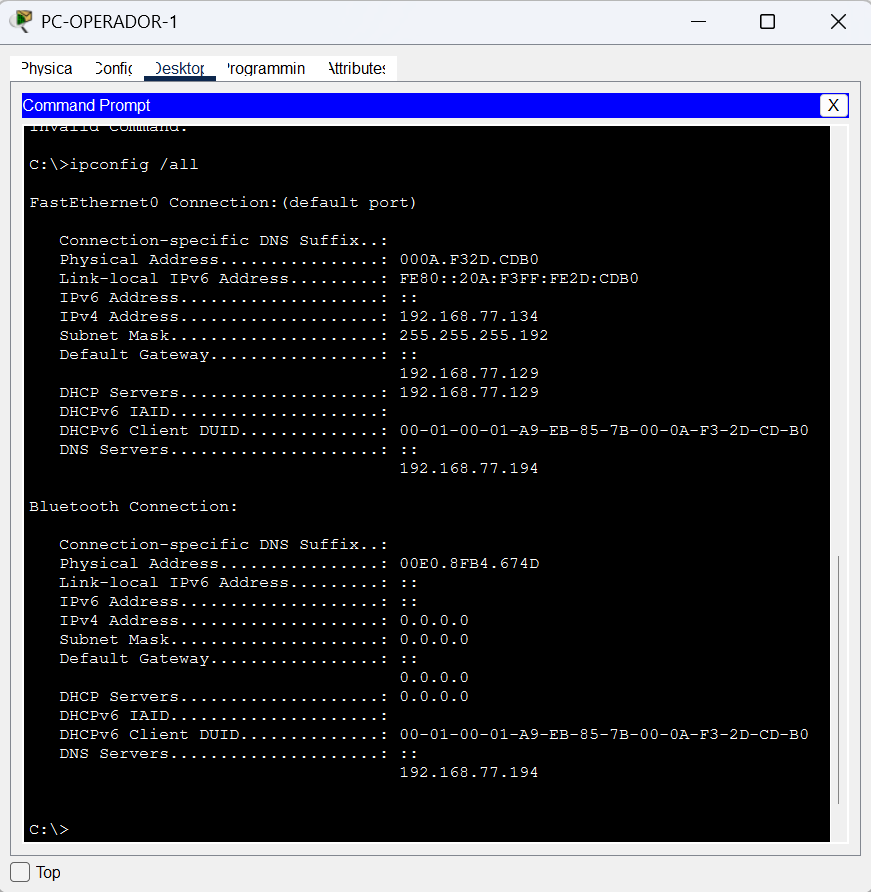 PC-OPERADOR-1
Physica Config Desktop Programmin Attributes
Command Prompt X
Invalid Command.
C:\>ipconfig /all
FastEthernet0 Connection:(default port)
Connection-specific DNS Suffix..:
Physical Address................: 000A.F32D.CDB0
Link-local IPv6 Address.........: FE80::20A:F3FF:FE2D:CDB0
IPv6 Address....................: ::
IPv4 Address....................: 192.168.77.134
Subnet Mask.....................: 255.255.255.192
Default Gateway.................: ::
192.168.77.129
DHCP Servers....................: 192.168.77.129
DHCPv6 IAID.....................:
DHCPv6 Client DUID..............: 00-01-00-01-A9-EB-85-7B-00-0A-F3-2D-CD-B0
DNS Servers.....................: ::
192.168.77.194
Bluetooth Connection:
Connection-specific DNS Suffix..:
Physical Address................: 00E0.8FB4.674D
Link-local IPv6 Address.........: ::
IPv6 Address....................: ::
IPv4 Address....................: 0.0.0.0
Subnet Mask.....................: 0.0.0.0
Default Gateway.................: ::
0.0.0.0
DHCP Servers....................: 0.0.0.0
DHCPv6 IAID.....................:
DHCPv6 Client DUID..............: 00-01-00-01-A9-EB-85-7B-00-0A-F3-2D-CD-B0
DNS Servers.....................: ::
192.168.77.194
C:\>
Top